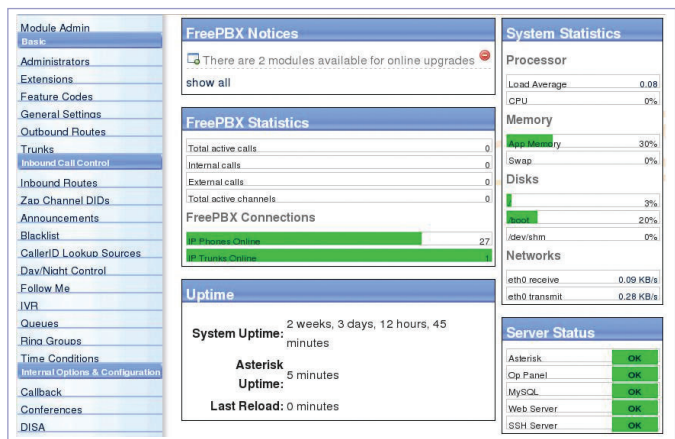 Module Admin
Basic
Administrators
Extensions
Feature Codes
General Settings
Outbound Routes
Trunks
Inbound Call Control
Inbound Routes
Zap Channel DIDs
Announcements
Blacklist
CallerID Lookup Sources
Day/Night Control
Follow Me
IVR
Queues
Ring Groups
Time Conditions
Internal Options & Configuration
Callback
Conferences
DISA
FreePBX Notices
There are 2 modules available for online upgrades
show all
FreePBX Statistics
Total active calls 0
Internal calls 0
External calls 0
Total active channels 0
FreePBX Connections
IP Phones Online 27
IP Trunks Online 1
Uptime
System Uptime: 2 weeks, 3 days, 12 hours, 45
minutes
Asterisk
Uptime: 5 minutes
Last Reload: 0 minutes
System Statistics
Processor
Load Average 0.08
CPU 0%
Memory
App Memory 30%
Swap 0%
Disks
/ 3%
/boot 20%
/dev/shm 0%
Networks
eth0 receive 0.09 KB/s
eth0 transmit 0.28 KB/s
Server Status
Asterisk OK
Op Panel OK
MySQL OK
Web Server OK
SSH Server OK